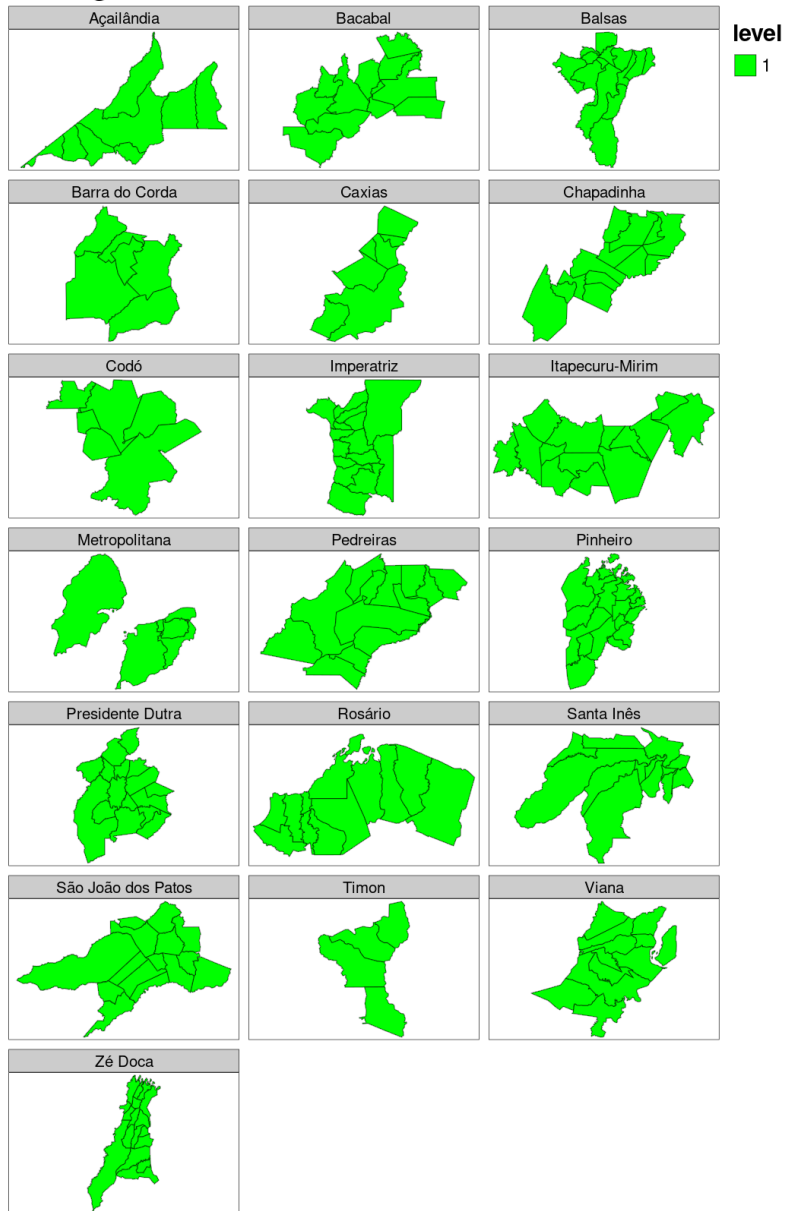 Açailândia
Bacabal
Balsas
level
1
Barra do Corda
Caxias
Chapadinha
Codó
Imperatriz
Itapecuru-Mirim
Metropolitana
Pedreiras
Pinheiro
Presidente Dutra
Rosário
Santa Inês
São João dos Patos
Timon
Viana
Zé Doca